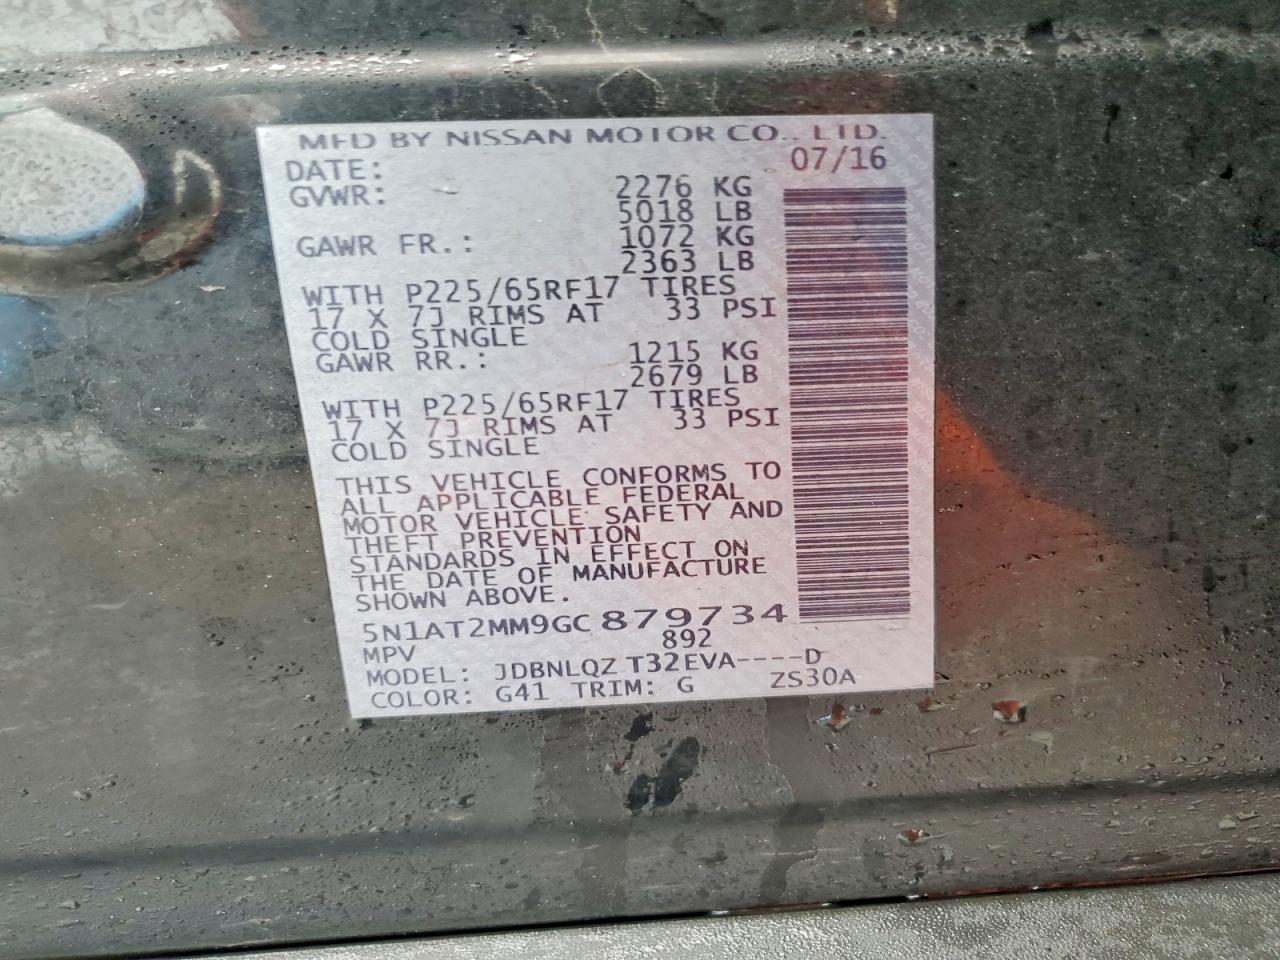 MFD BY NISSAN MOTOR CO., LTD.
DATE: 07/16
GVWR: 2276 KG
5018 LB
GAWR FR.: 1072 KG
2363 LB
WITH P225/65RF17 TIRES
17 X 7J RIMS AT 33 PSI
COLD SINGLE
GAWR RR.: 1215 KG
2679 LB
WITH P225/65RF17 TIRES
17 X 7J RIMS AT 33 PSI
COLD SINGLE
THIS VEHICLE CONFORMS TO
ALL APPLICABLE FEDERAL
MOTOR VEHICLE SAFETY AND
THEFT PREVENTION
STANDARDS IN EFFECT ON
THE DATE OF MANUFACTURE
SHOWN ABOVE.
5N1AT2MM9GC879734
MPV 892
MODEL: JDBNLQZ T32EVA----D
COLOR: G41 TRIM: G ZS30A